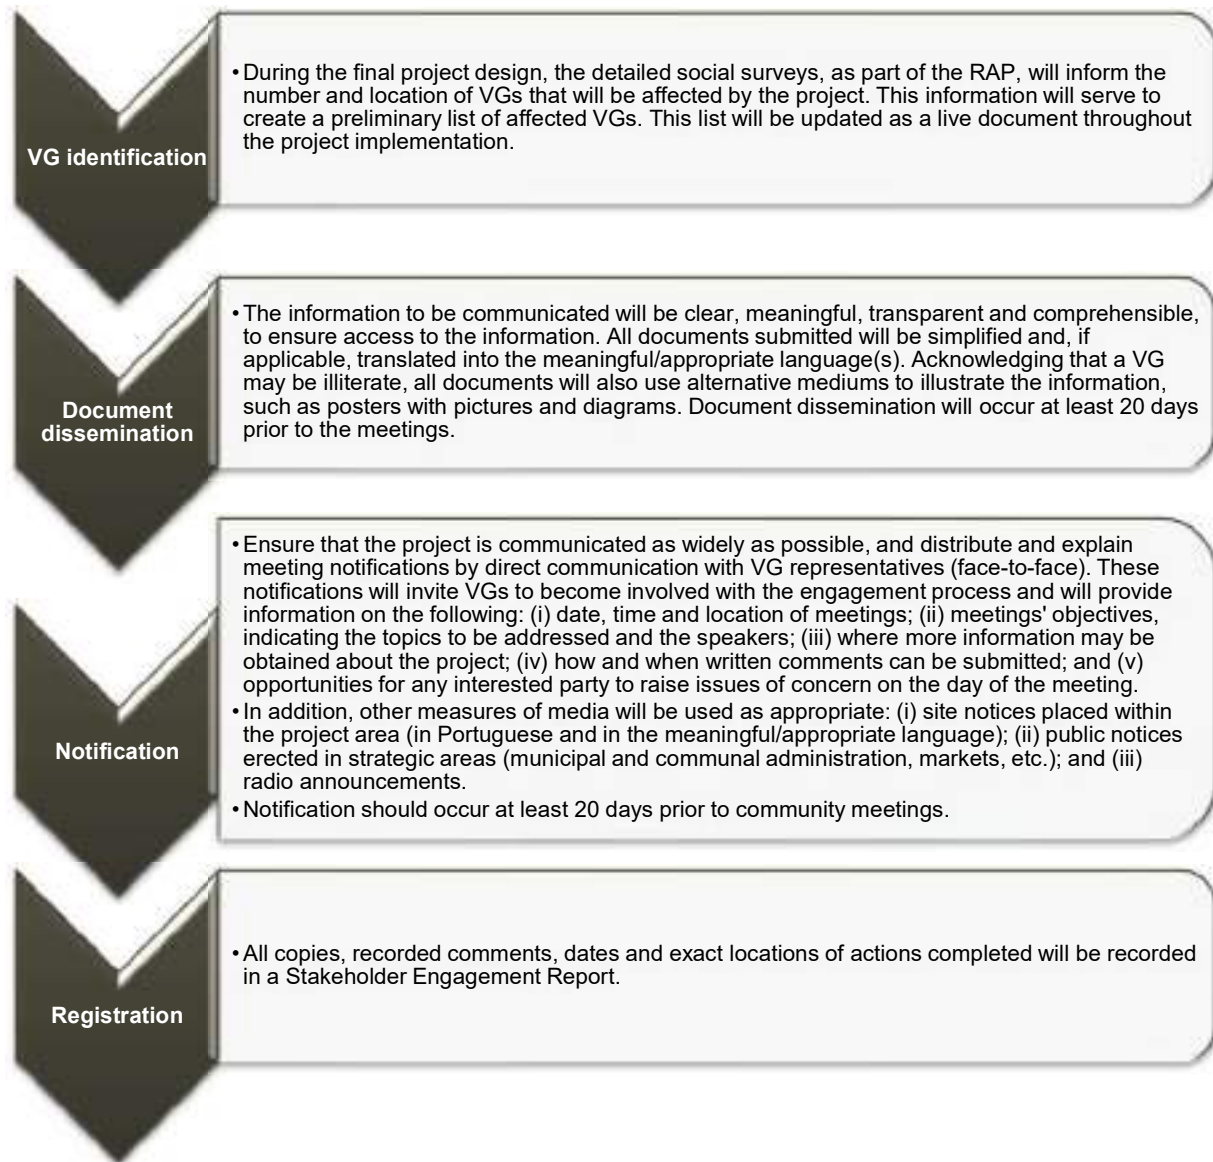 VG identification
• During the final project design, the detailed social surveys, as part of the RAP, will inform the
number and location of VGs that will be affected by the project. This information will serve to
create a preliminary list of affected VGs. This list will be updated as a live document throughout
the project implementation.
Document
dissemination
• The information to be communicated will be clear, meaningful, transparent and comprehensible,
to ensure access to the information. All documents submitted will be simplified and, if
applicable, translated into the meaningful/appropriate language(s). Acknowledging that a VG
may be illiterate, all documents will also use alternative mediums to illustrate the information,
such as posters with pictures and diagrams. Document dissemination will occur at least 20 days
prior to the meetings.
Notification
• Ensure that the project is communicated as widely as possible, and distribute and explain
meeting notifications by direct communication with VG representatives (face-to-face). These
notifications will invite VGs to become involved with the engagement process and will provide
information on the following: (i) date, time and location of meetings; (ii) meetings' objectives,
indicating the topics to be addressed and the speakers; (iii) where more information may be
obtained about the project; (iv) how and when written comments can be submitted; and (v)
opportunities for any interested party to raise issues of concern on the day of the meeting.
• In addition, other measures of media will be used as appropriate: (i) site notices placed within
the project area (in Portuguese and in the meaningful/appropriate language); (ii) public notices
erected in strategic areas (municipal and communal administration, markets, etc.); and (iii)
radio announcements.
• Notification should occur at least 20 days prior to community meetings.
Registration
• All copies, recorded comments, dates and exact locations of actions completed will be recorded
in a Stakeholder Engagement Report.